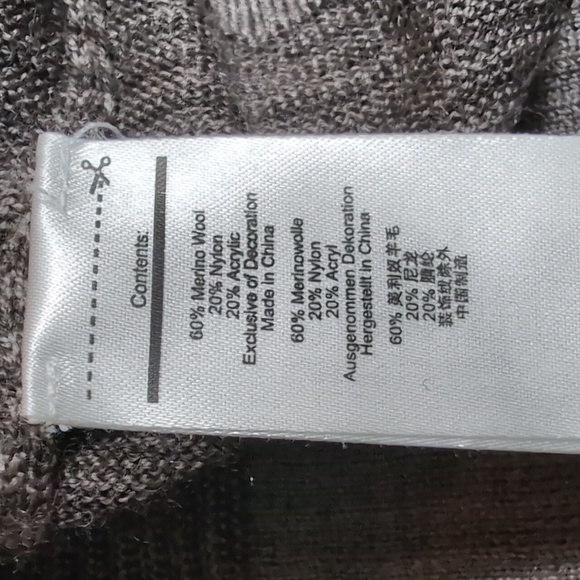 Contents:
60% Merino Wool
20% Nylon
20% Acrylic
Exclusive of Decoration
Made in China
60% Merinowolle
20% Nylon
20% Acryl
Ausgenommen Dekoration
Hergestellt in China
60% 美利奴羊毛
20% 尼龙
20% 腈纶
装饰线除外
中国制造